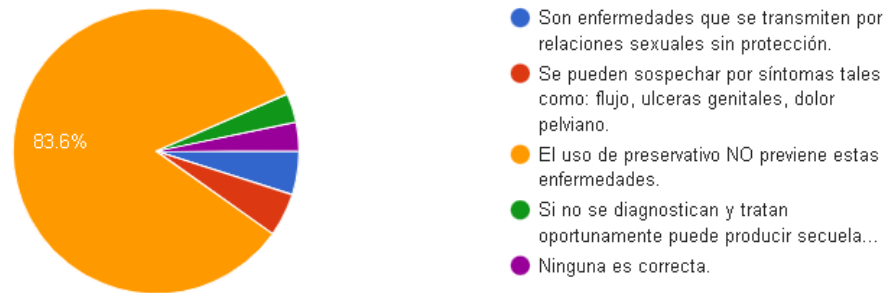 83.6%
Son enfermedades que se transmiten por
relaciones sexuales sin protección.
Se pueden sospechar por síntomas tales
como: flujo, ulceras genitales, dolor
pelviano.
El uso de preservativo NO previene estas
enfermedades.
Si no se diagnostican y tratan
oportunamente puede producir secuela...
Ninguna es correcta.